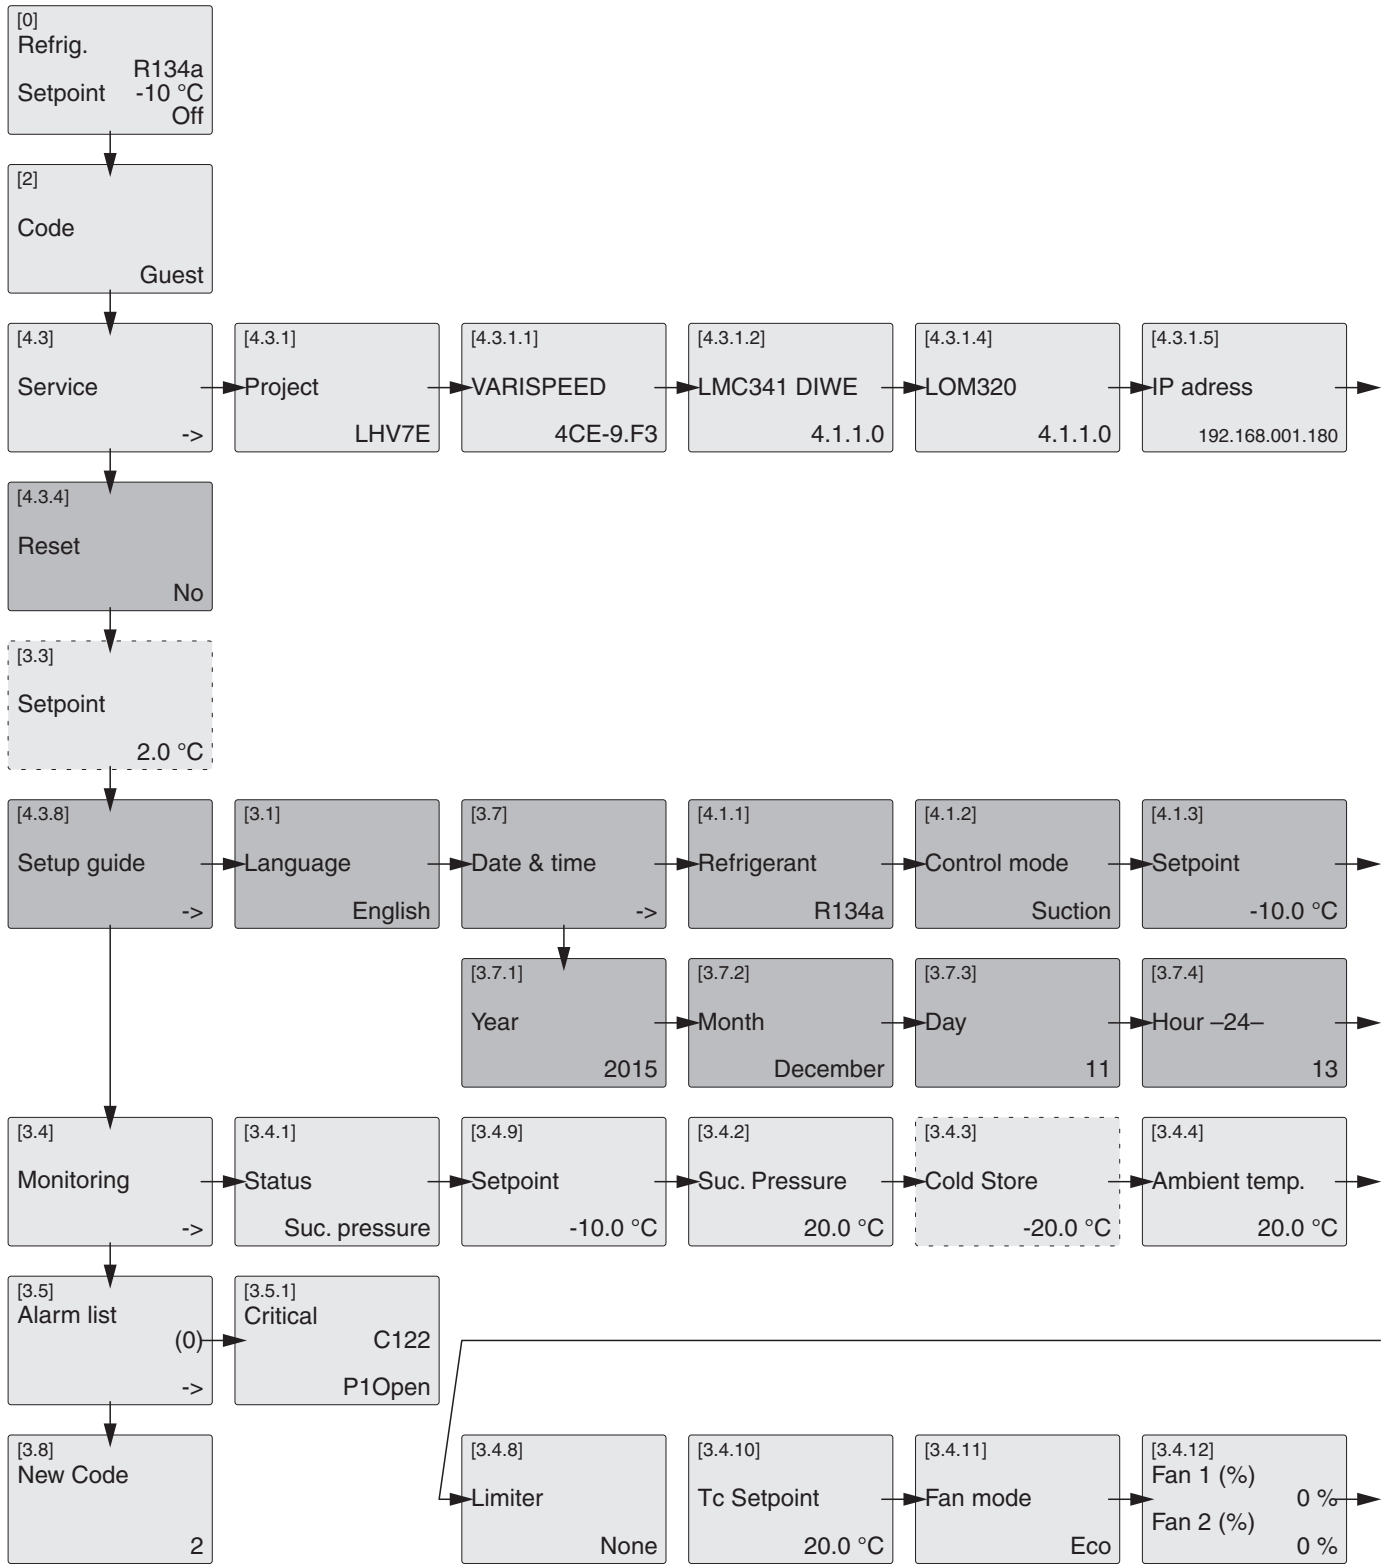 [0]
Refrig.
R134a
Setpoint -10 °C
Off
[2]
Code
Guest
[4.3]
Service
->
[4.3.1]
Project
LHV7E
[4.3.1.1]
VARISPEED
4CE-9.F3
[4.3.1.2]
LMC341 DIWE
4.1.1.0
[4.3.1.4]
LOM320
4.1.1.0
[4.3.1.5]
IP adress
192.168.001.180
[4.3.4]
Reset
No
[3.3]
Setpoint
2.0 °C
[4.3.8]
Setup guide
->
[3.1]
Language
English
[3.7]
Date & time
->
[4.1.1]
Refrigerant
R134a
[4.1.2]
Control mode
Suction
[4.1.3]
Setpoint
-10.0 °C
[3.7.1]
Year
2015
[3.7.2]
Month
December
[3.7.3]
Day
11
[3.7.4]
Hour –24–
13
[3.4]
Monitoring
->
[3.4.1]
Status
Suc. pressure
[3.4.9]
Setpoint
-10.0 °C
[3.4.2]
Suc. Pressure
20.0 °C
[3.4.3]
Cold Store
-20.0 °C
[3.4.4]
Ambient temp.
20.0 °C
[3.5]
Alarm list
(0)
->
[3.5.1]
Critical
C122
P1Open
[3.8]
New Code
2
[3.4.8]
Limiter
None
[3.4.10]
Tc Setpoint
20.0 °C
[3.4.11]
Fan mode
Eco
[3.4.12]
Fan 1 (%)
0 %
Fan 2 (%)
0 %